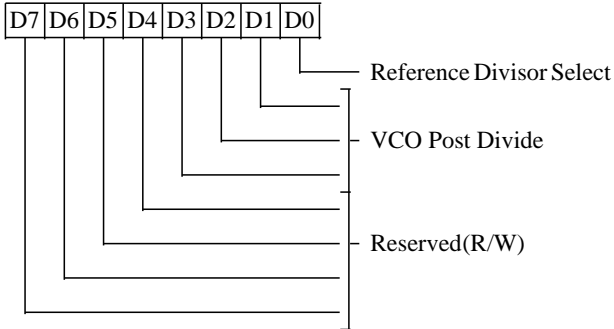 D7 D6 D5 D4 D3 D2 D1 D0
Reference Divisor Select
VCO Post Divide
Reserved (R/W)